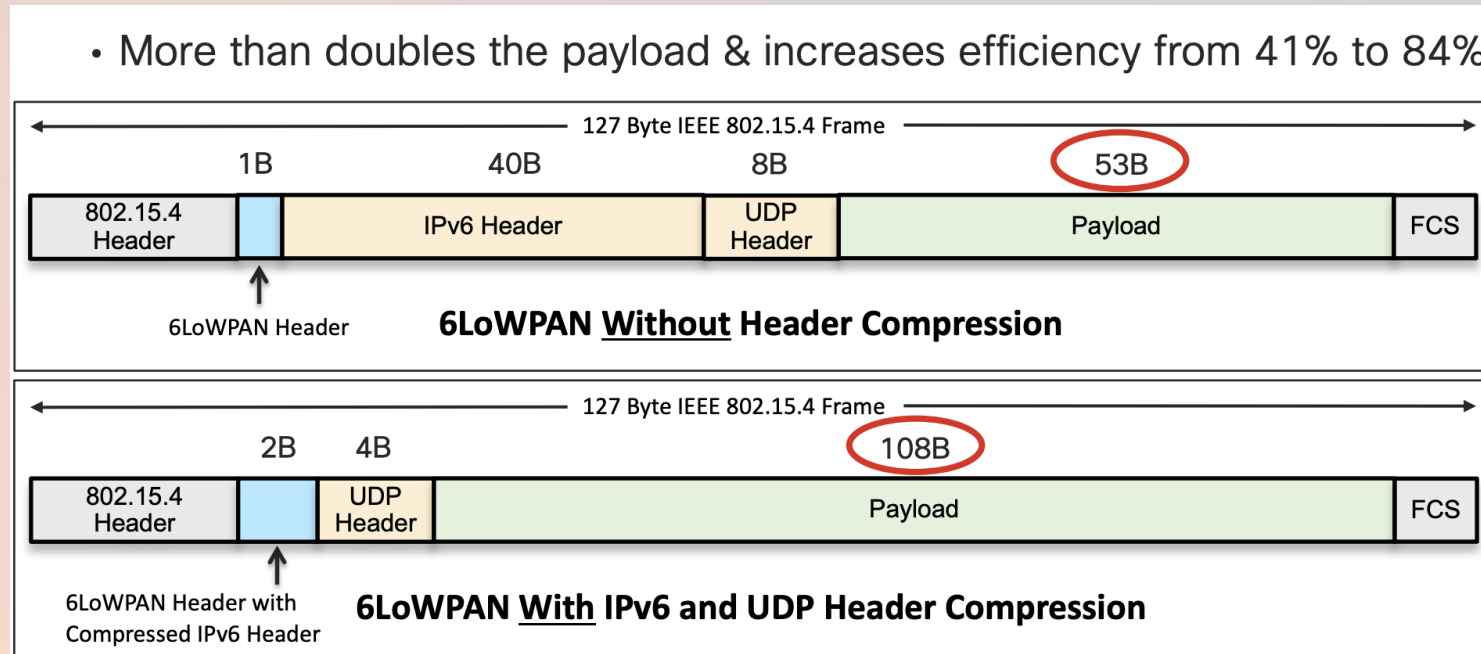 • More than doubles the payload & increases efficiency from 41% to 84%
127 Byte IEEE 802.15.4 Frame
1B
40B
8B
53B
802.15.4
Header
IPv6 Header
UDP
Header
Payload
FCS
6LoWPAN Header
6LoWPAN Without Header Compression
127 Byte IEEE 802.15.4 Frame
2B
4B
108B
802.15.4
Header
UDP
Header
Payload
FCS
6LoWPAN Header with
Compressed IPv6 Header
6LoWPAN With IPv6 and UDP Header Compression